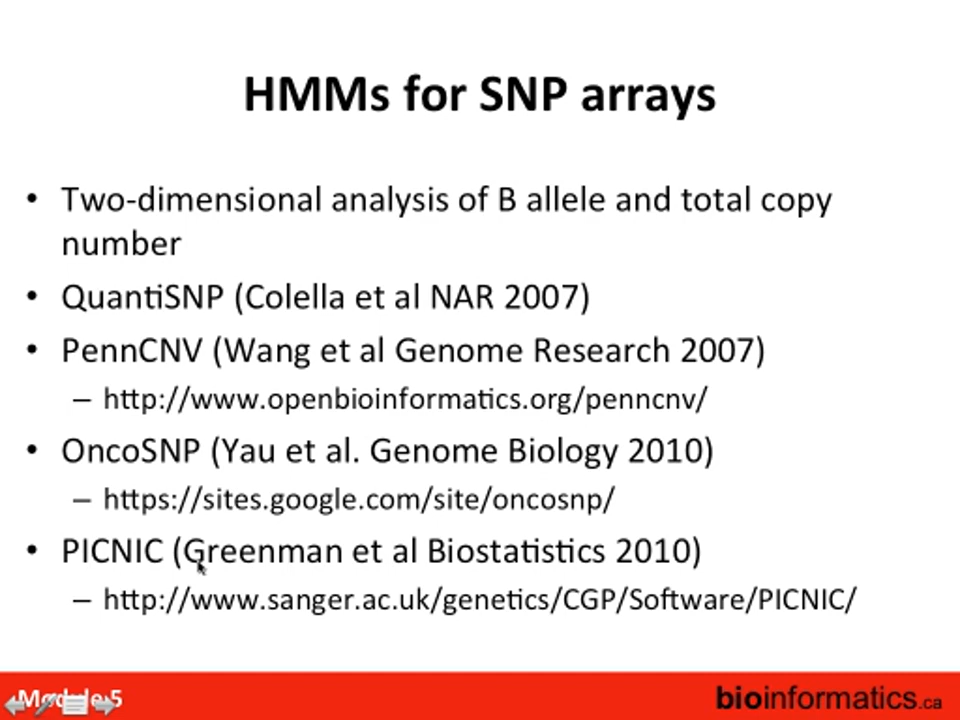 HMMs for SNP arrays
• Two-dimensional analysis of B allele and total copy
number
• QuantiSNP (Colella et al NAR 2007)
• PennCNV (Wang et al Genome Research 2007)
– http://www.openbioinformatics.org/penncnv/
• OncoSNP (Yau et al. Genome Biology 2010)
– https://sites.google.com/site/oncosnp/
• PICNIC (Greenman et al Biostatistics 2010)
– http://www.sanger.ac.uk/genetics/CGP/Software/PICNIC/
Module 5
bioinformatics.ca